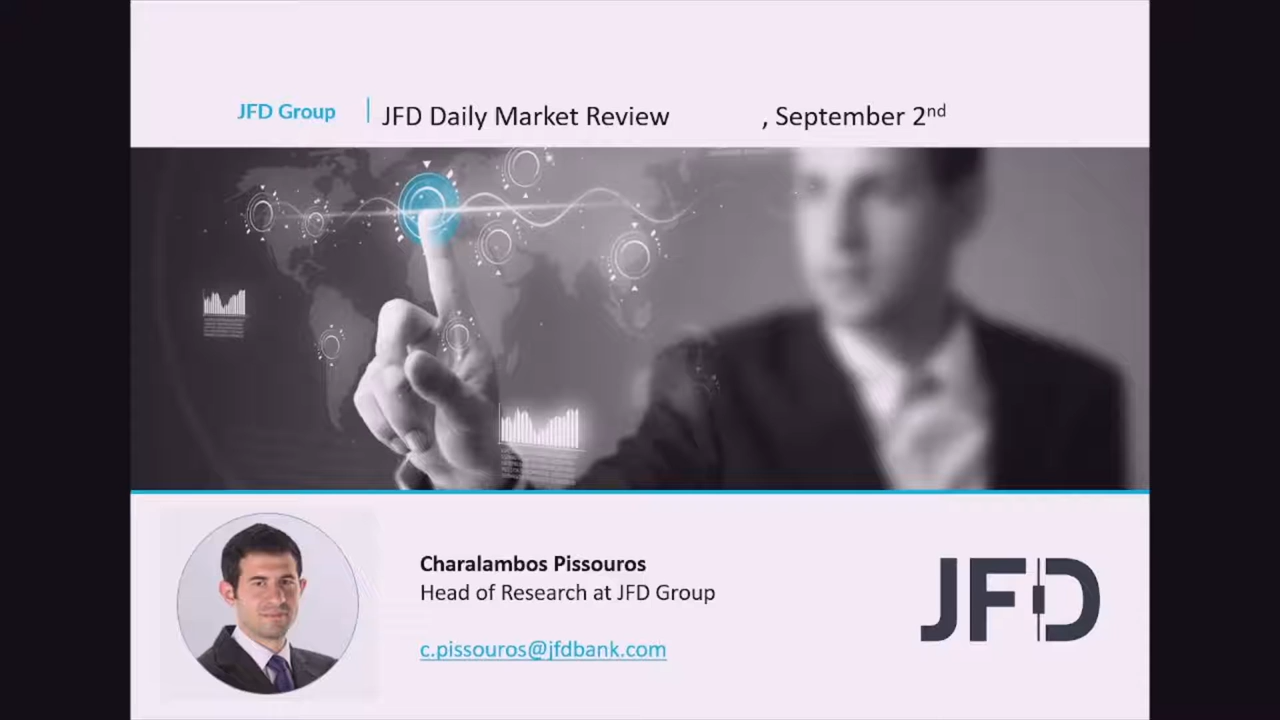 JFD Group
JFD Daily Market Review , September 2nd
Charalambos Pissouros
Head of Research at JFD Group
c.pissouros@jfdbank.com
JFD